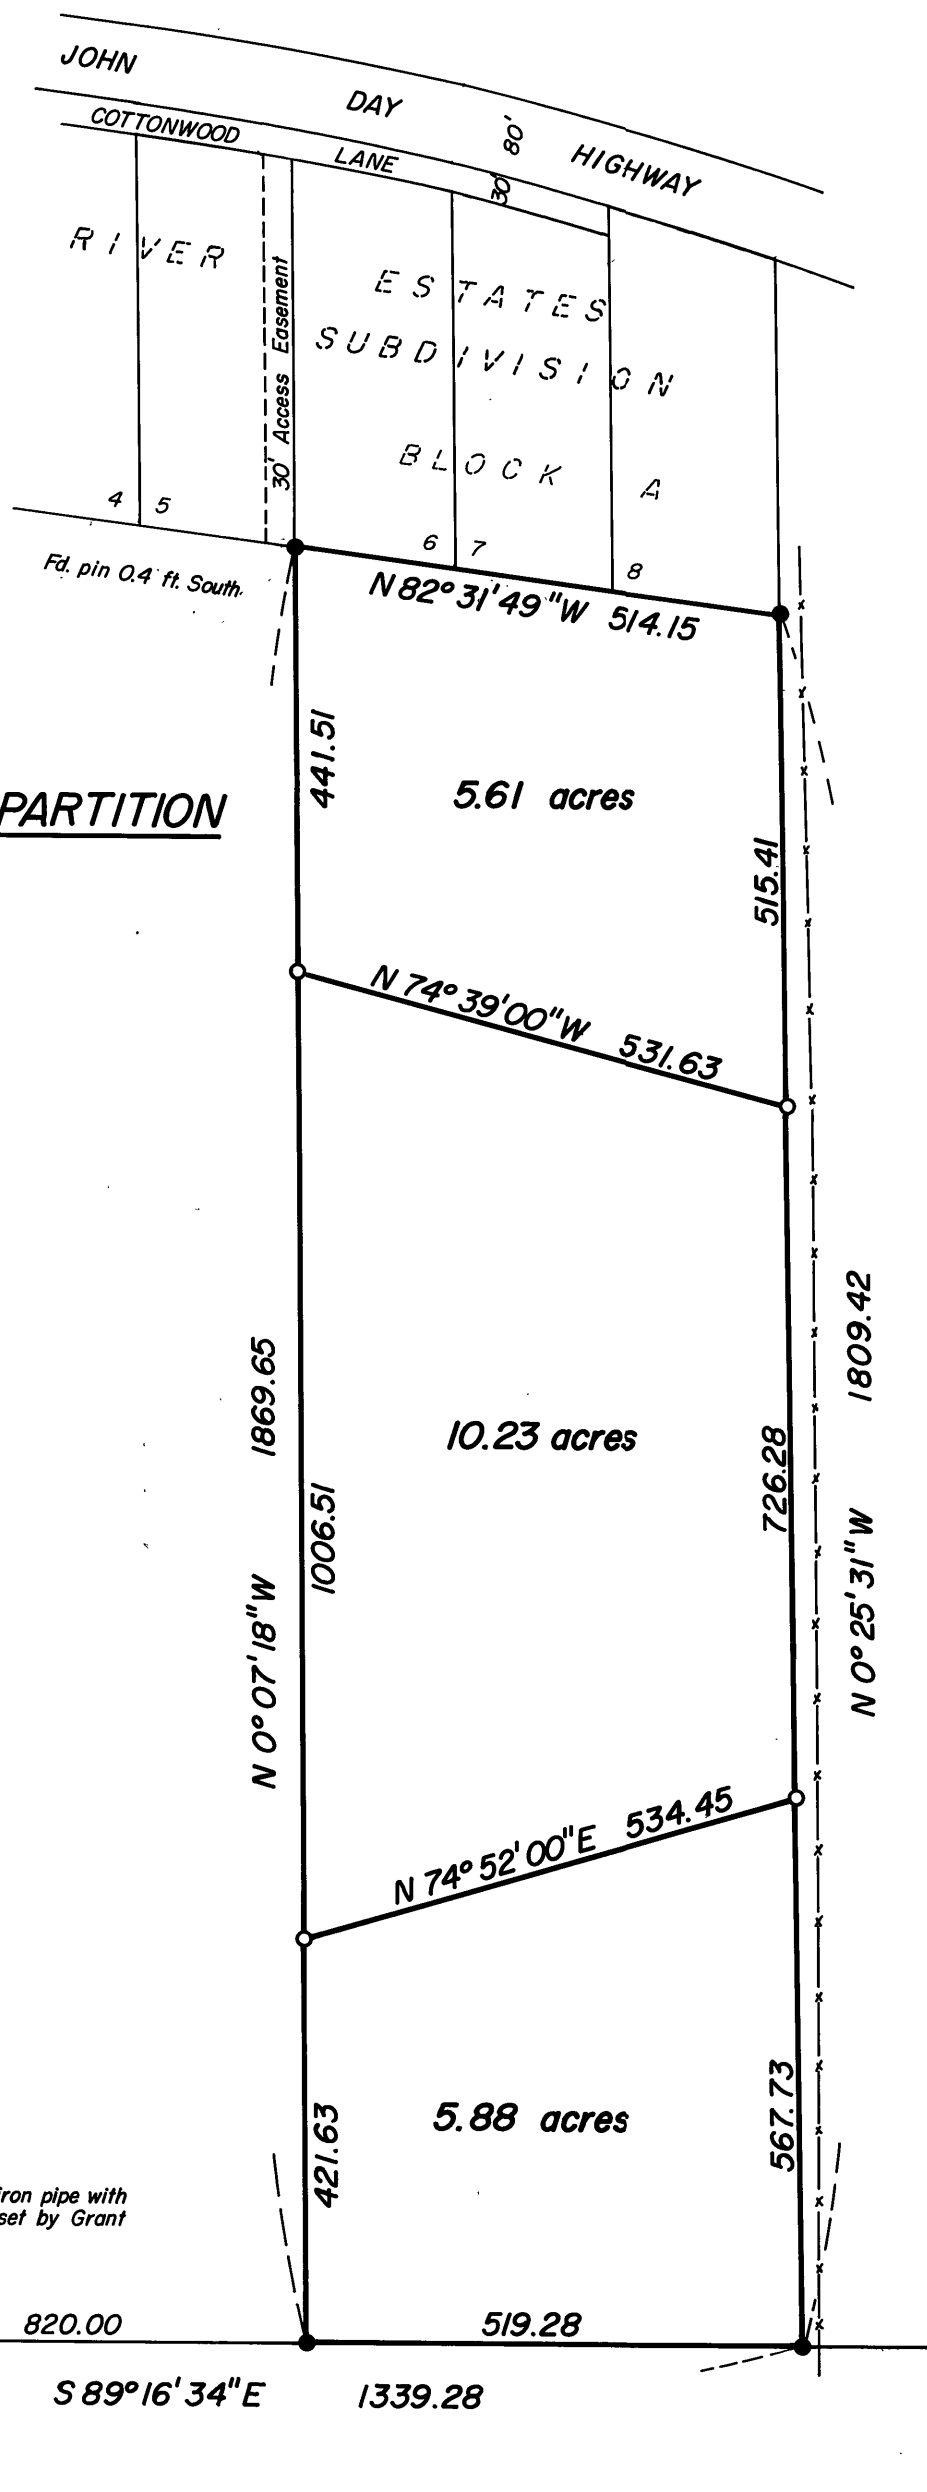 JOHN DAY HIGHWAY
80'
COTTONWOOD LANE
30'
RIVER ESTATES
SUBDIVISION
BLOCK A
30' Access Easement
4 5
6 7
8
Fd. pin 0.4 ft. South.
N 82° 31' 49" W 514.15
441.51
PARTITION
5.61 acres
515.41
N 74° 39' 00" W 531.63
N 0° 07' 18" W 1869.65
1006.51
10.23 acres
726.28
N 0° 25' 31" W 1809.42
N 74° 52' 00" E 534.45
421.63
5.88 acres
567.73
iron pipe with
set by Grant
820.00
519.28
S 89° 16' 34" E 1339.28